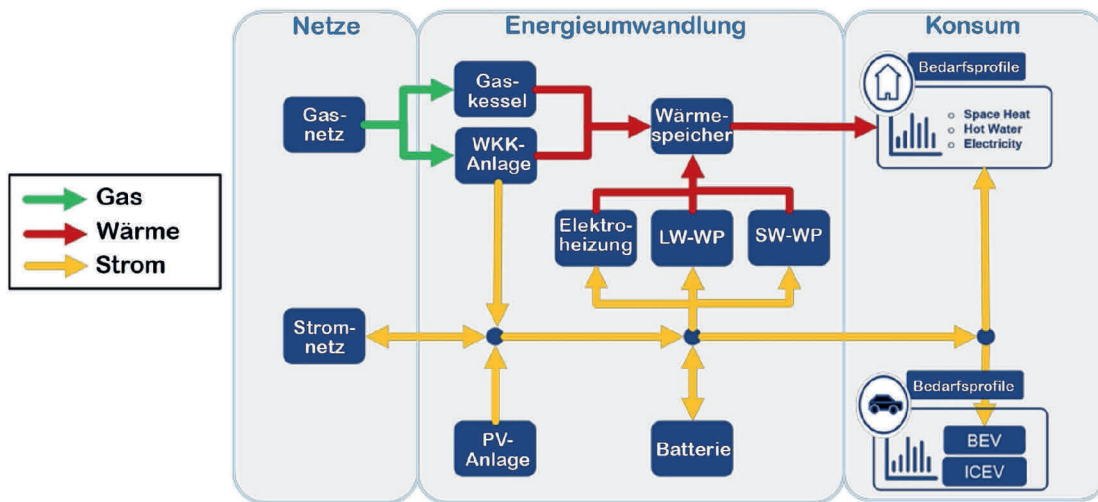 Netze
Energieumwandlung
Konsum
Gas-
kessel
Gas-
netz
WKK-
Anlage
Wärme-
speicher
Bedarfsprofile
Space Heat
Hot Water
Electricity
Gas
Wärme
Strom
Elektro-
heizung
LW-WP
SW-WP
Strom-
netz
PV-
Anlage
Batterie
Bedarfsprofile
BEV
ICEV